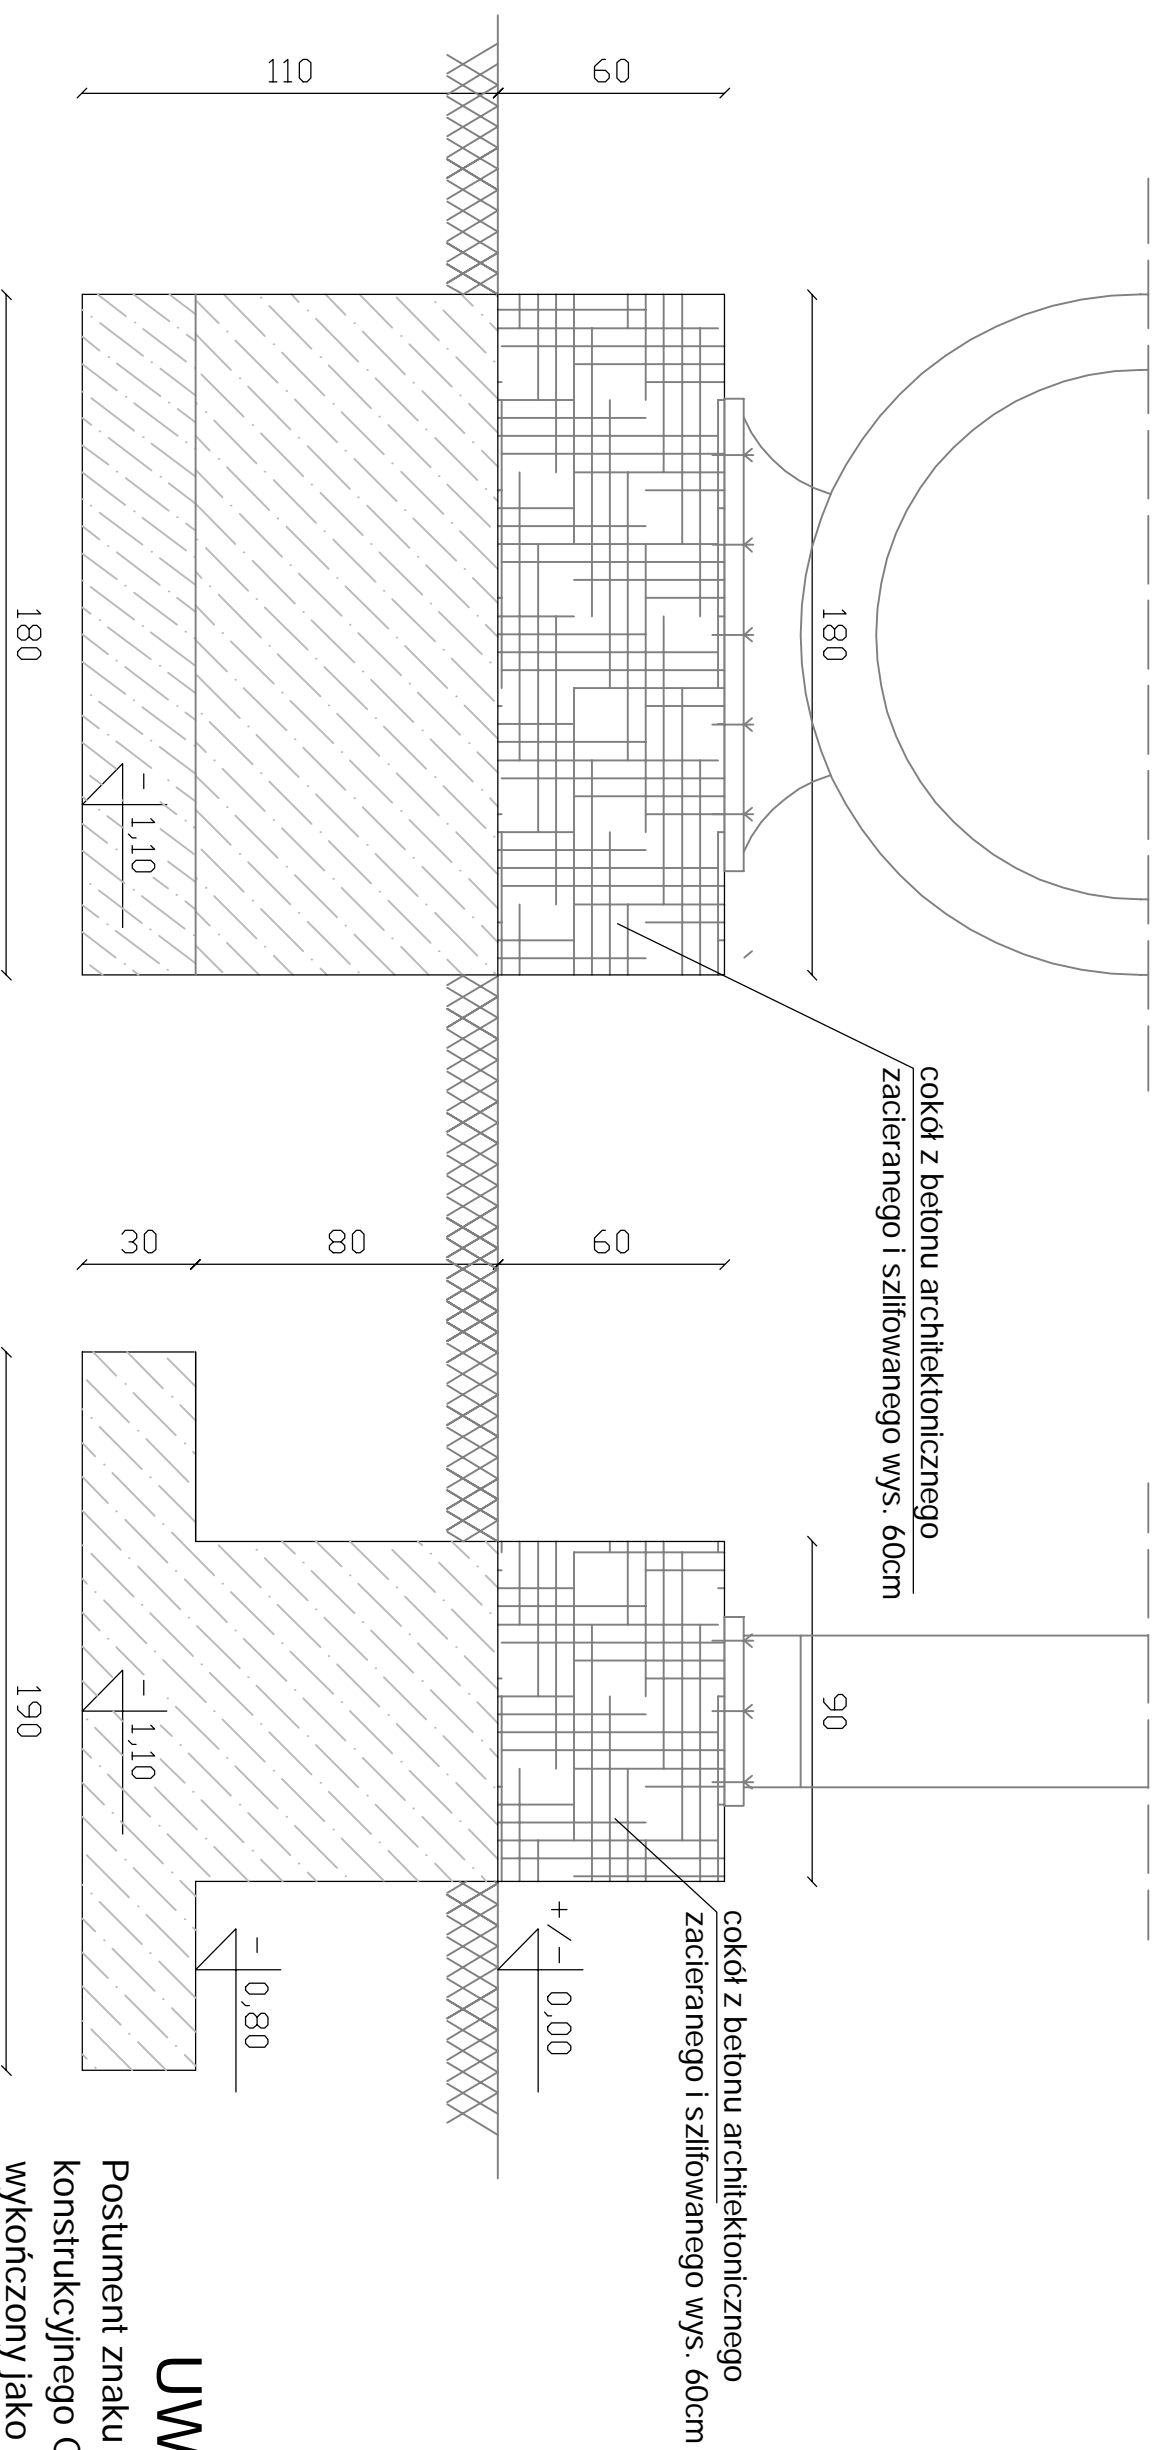 180
cokół z betonu architektonicznego
zacieranego i szlifowanego wys. 60cm
90
60
110
- 1,10
180
60
80
30
cokół z betonu architektonicznego
zacieranego i szlifowanego wys. 60cm
+/- 0,00
- 0,80
- 1,10
190
UW
Postument znaku
konstrukcyjnego
wykończony jako